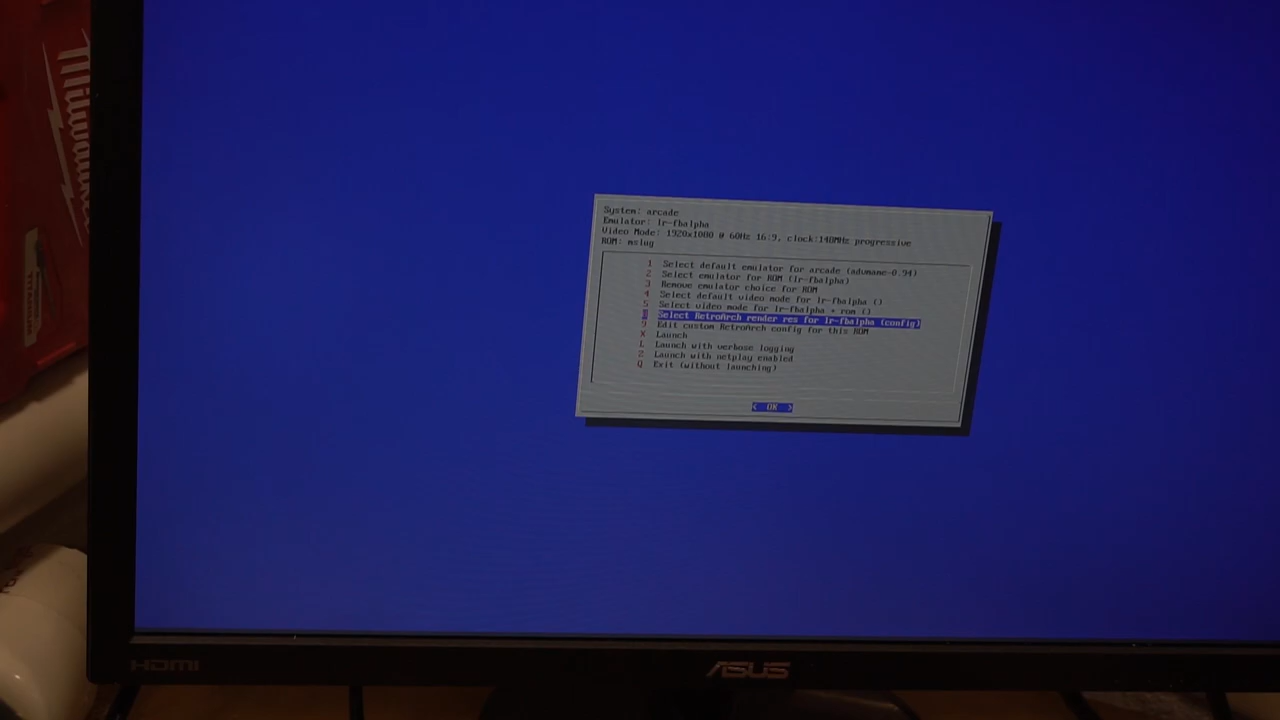 Milwaukee
System: arcade
Emulator: lr-fbalpha
Video Mode: 1920x1080 @ 60Hz 16:9, clock:148MHz progressive
ROM: mslug
1 Select default emulator for arcade (advmame-0.94)
2 Select emulator for ROM (lr-fbalpha)
3 Remove emulator choice for ROM
4 Select default video mode for lr-fbalpha ()
5 Select video mode for lr-fbalpha + rom ()
8 Select RetroArch render res for lr-fbalpha (config)
9 Edit custom RetroArch config for this ROM
X Launch
L Launch with verbose logging
Z Launch with netplay enabled
Q Exit (without launching)
< OK >
HDMI
ASUS